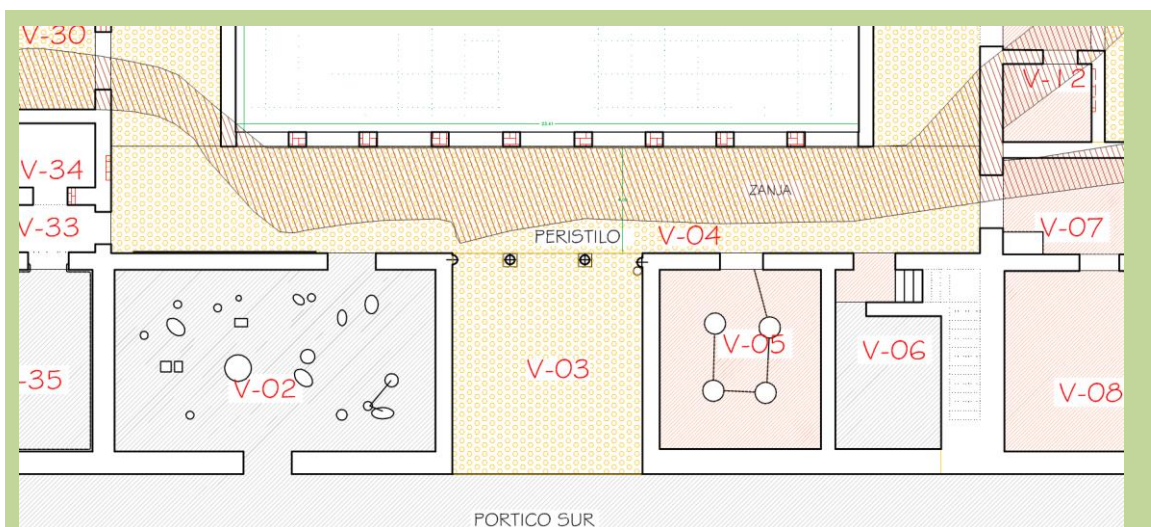 V-30
V-12
V-34
ZANJA
V-33
PERISTILO
V-04
V-07
V-05
V-06
V-03
-35
V-02
V-08
PORTICO SUR